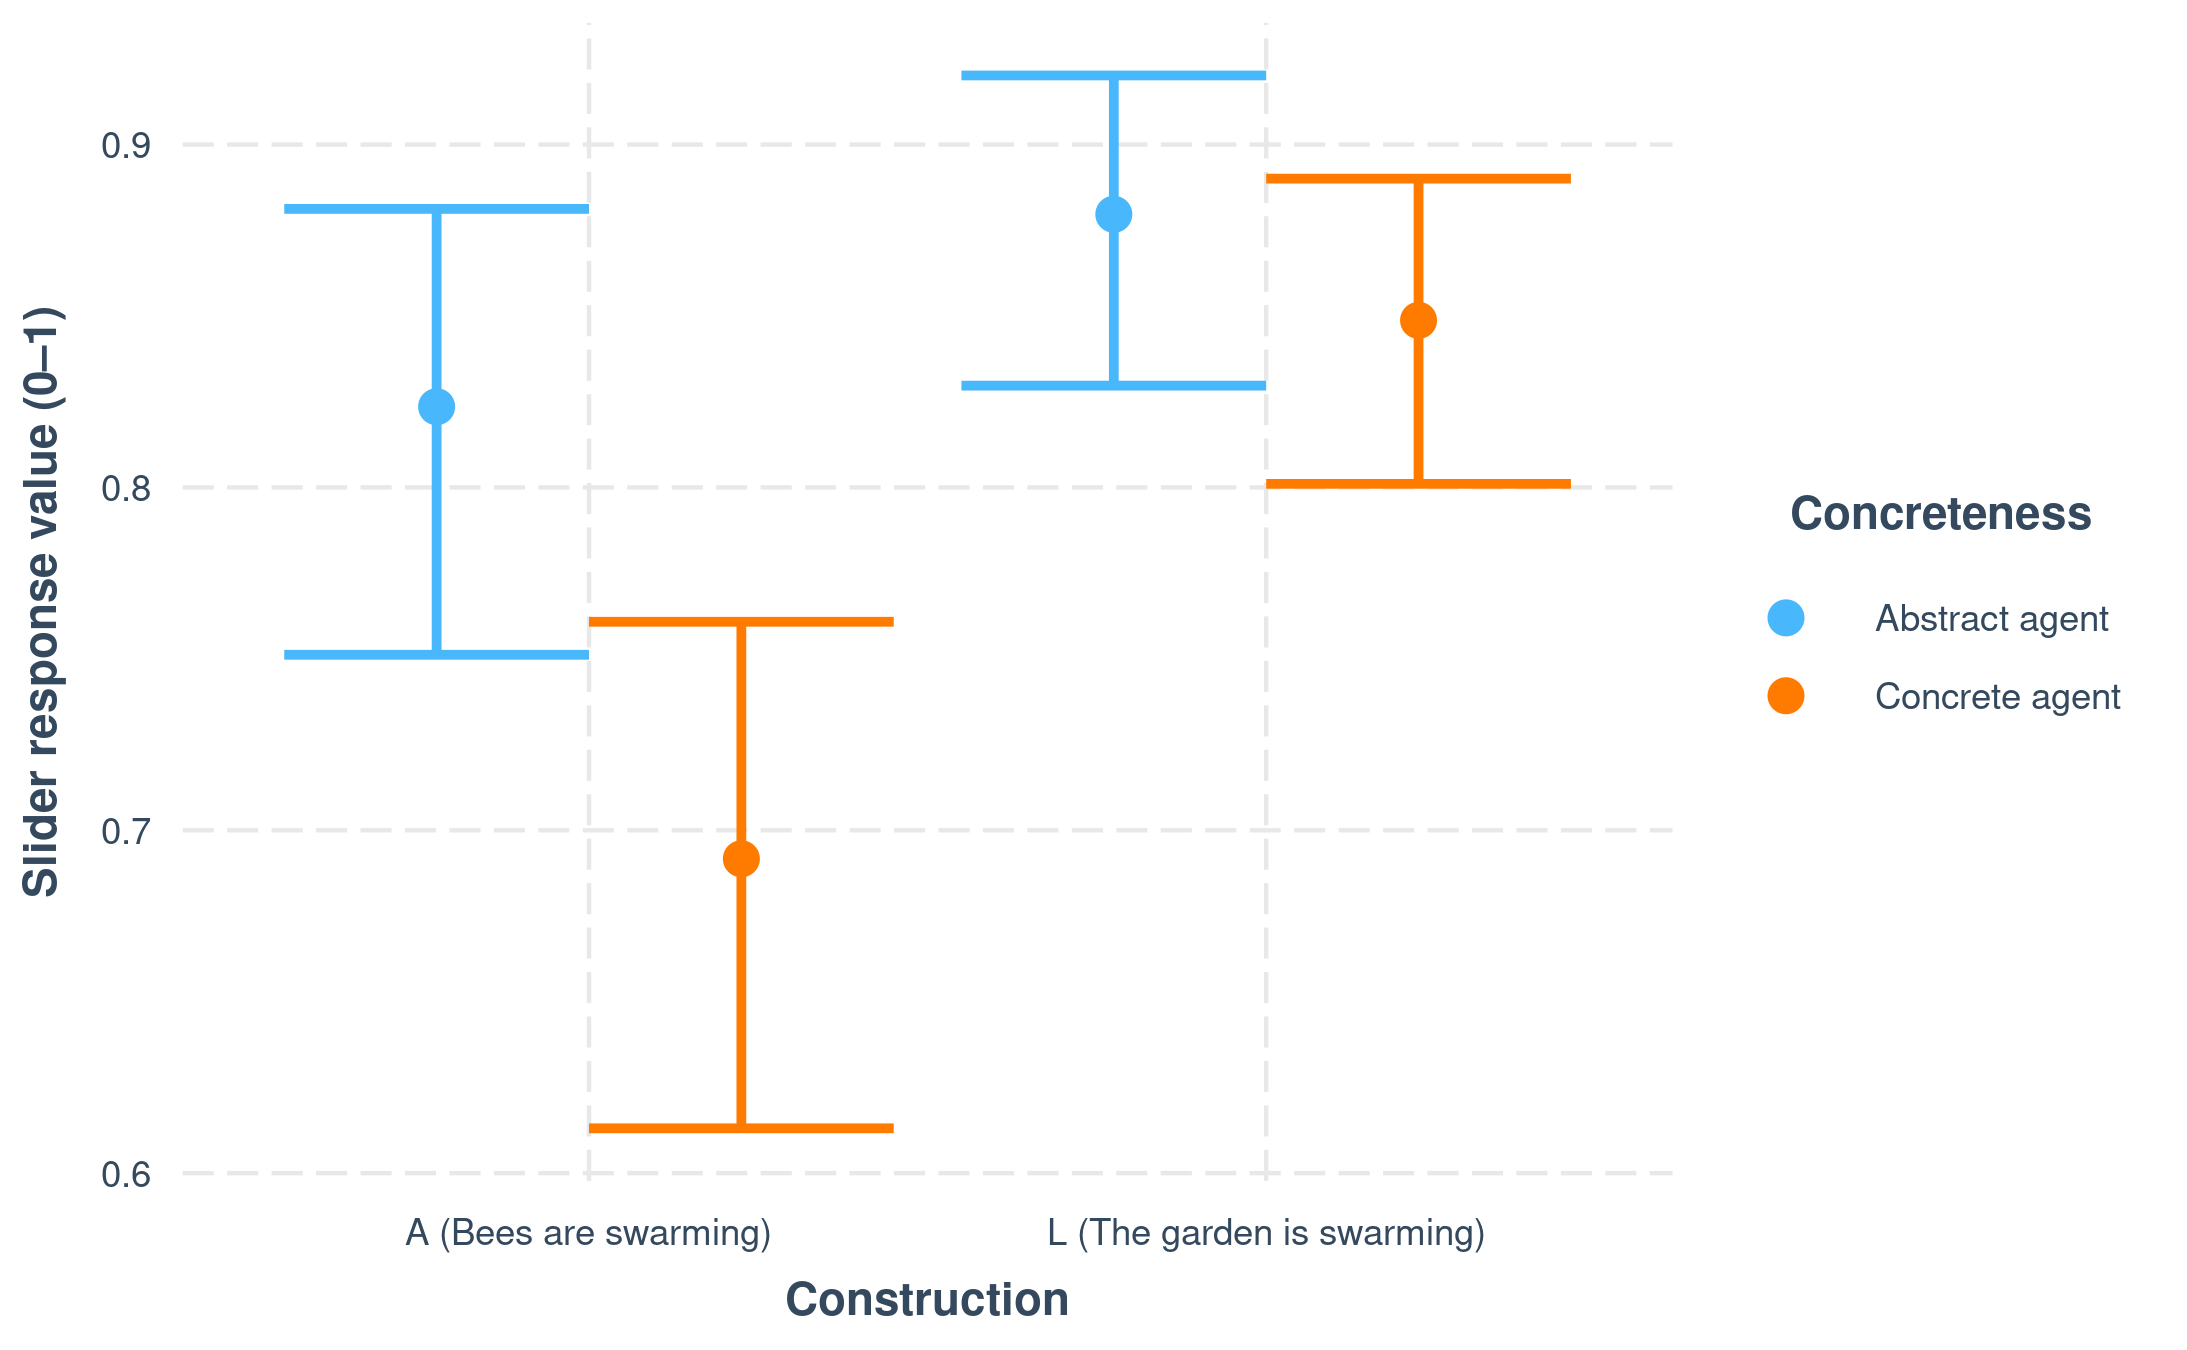 Slider response value (0–1)
0.9
0.8
0.7
0.6
A (Bees are swarming)
L (The garden is swarming)
Construction
Concreteness
Abstract agent
Concrete agent